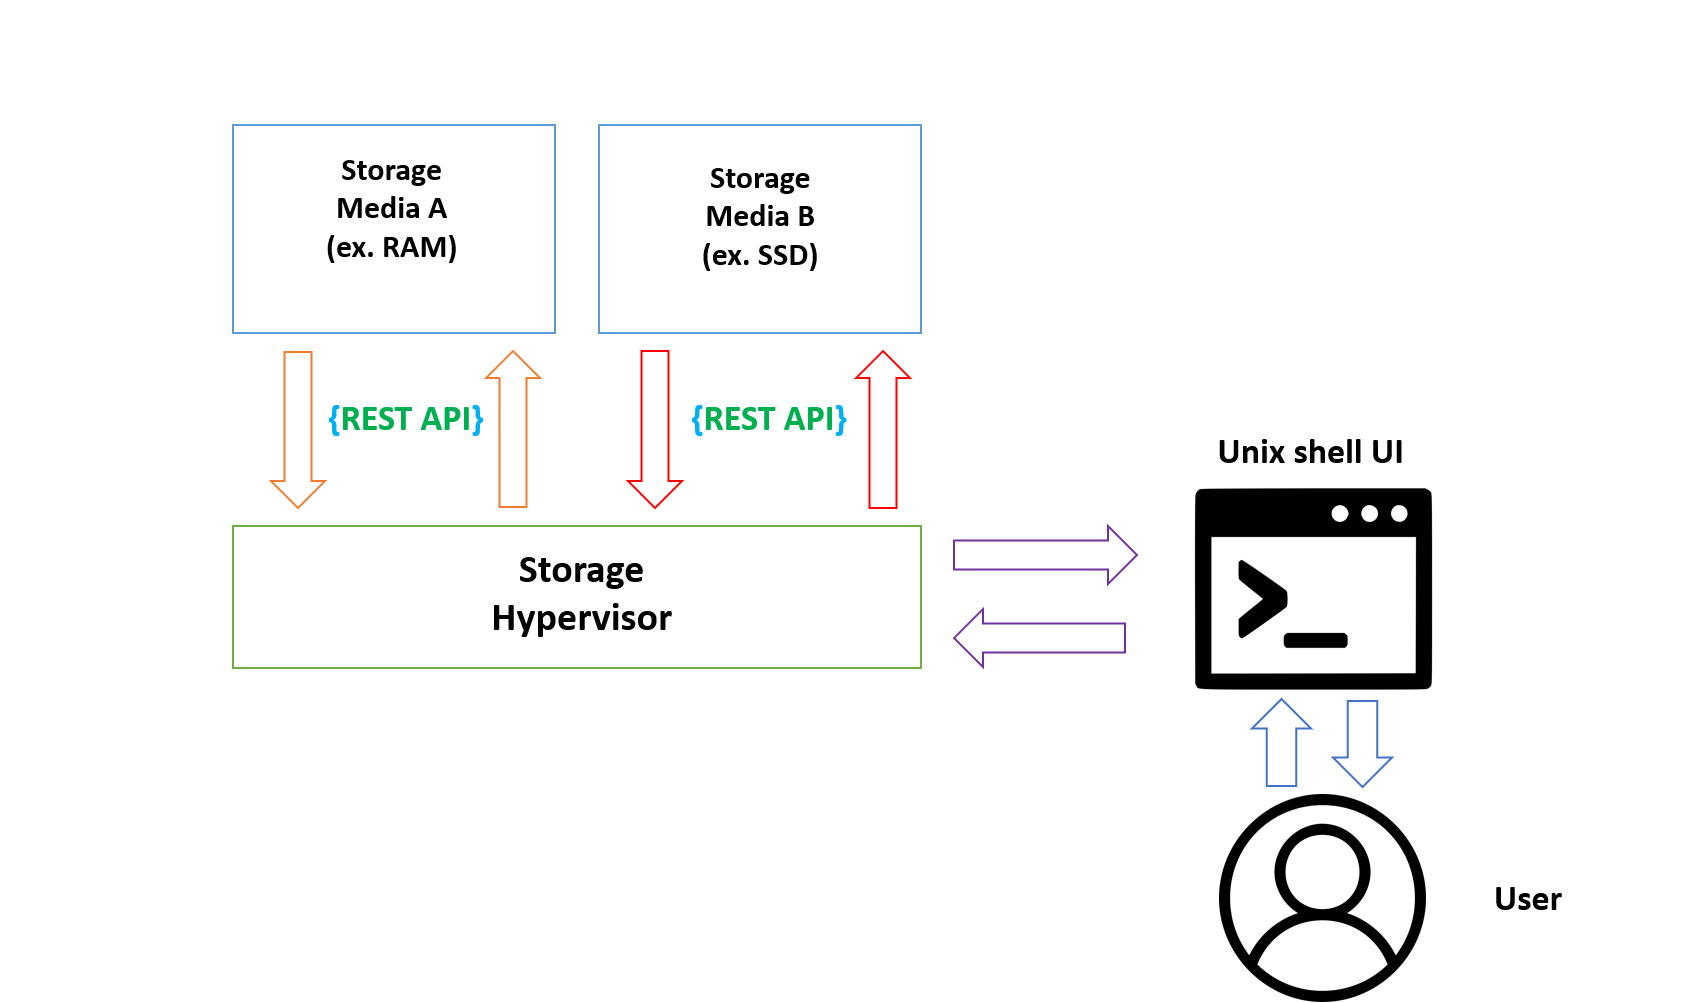 Storage
Media A
(ex. RAM)
Storage
Media B
(ex. SSD)
{REST API}
{REST API}
Unix shell UI
Storage
Hypervisor
>_
User